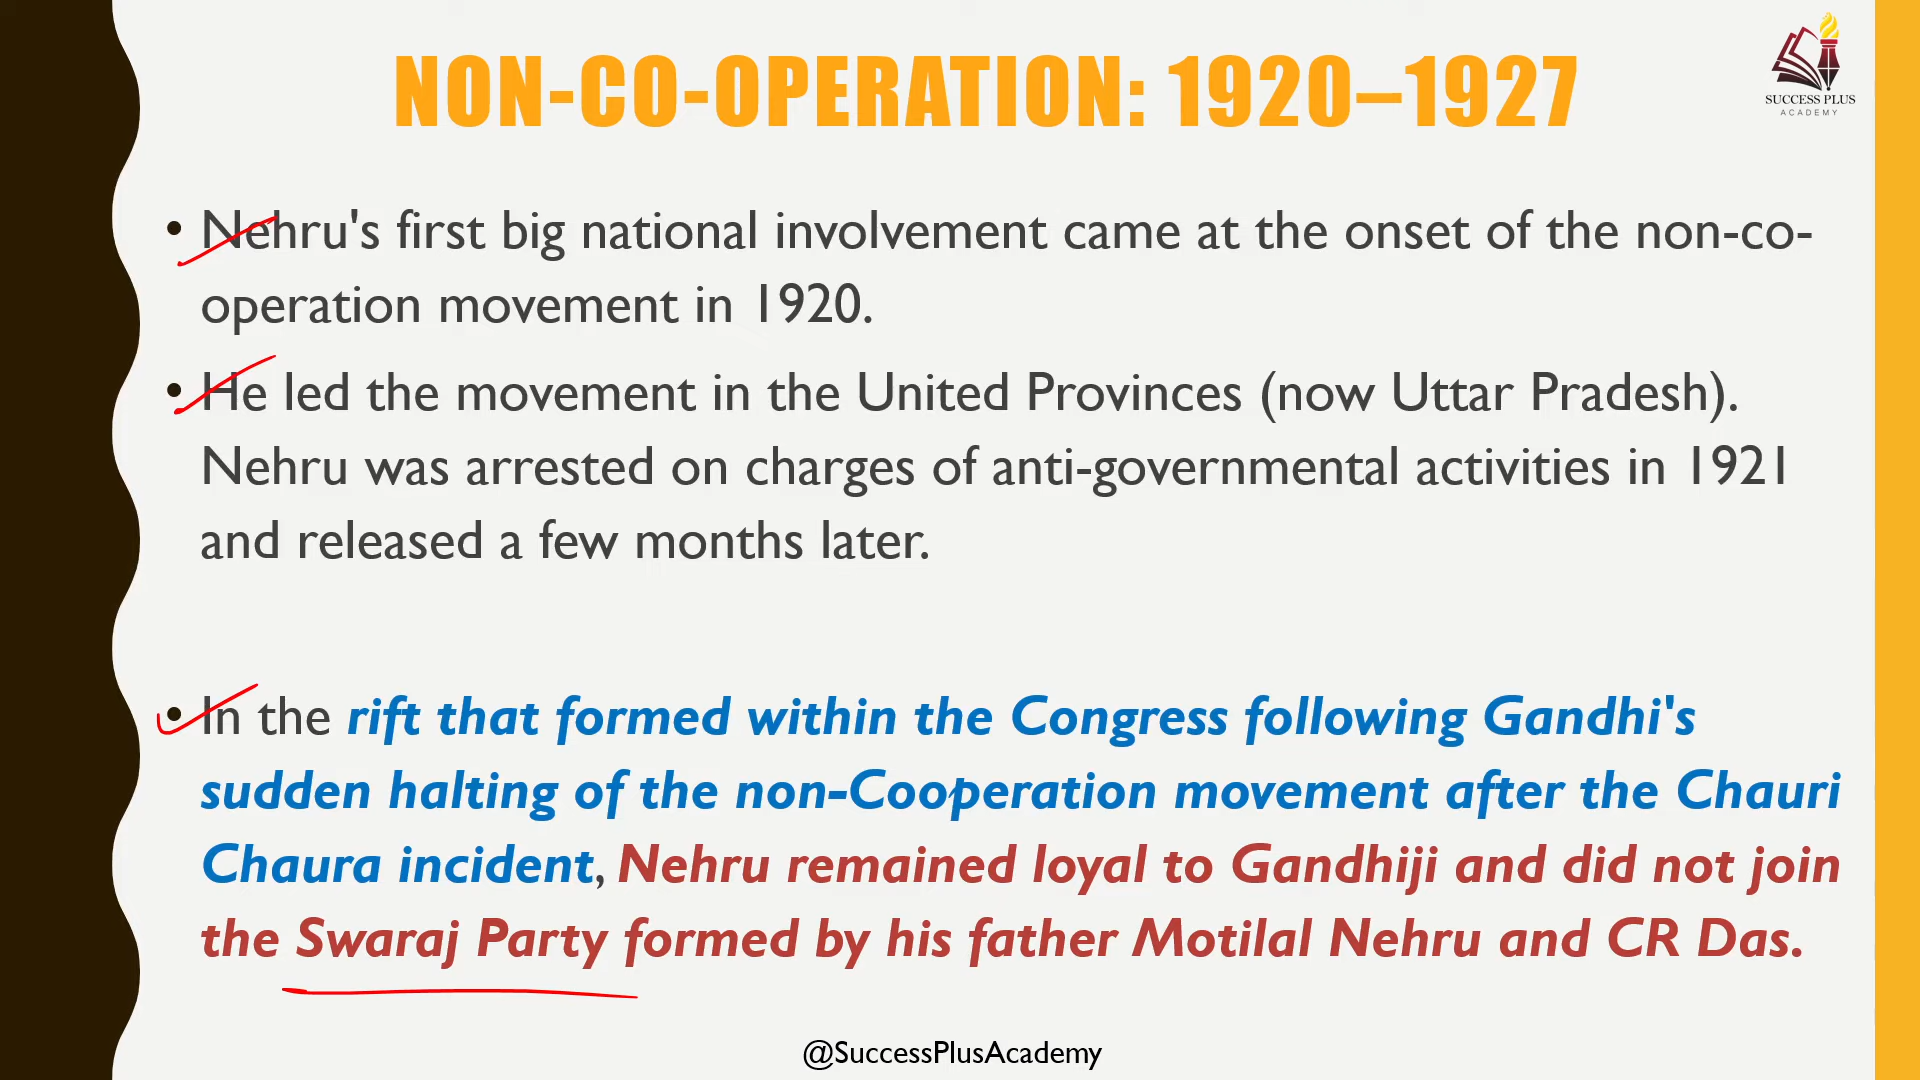 NON-CO-OPERATION: 1920–1927
SUCCESS PLUS
ACADEMY
• Nehru's first big national involvement came at the onset of the non-co-
operation movement in 1920.
• He led the movement in the United Provinces (now Uttar Pradesh).
Nehru was arrested on charges of anti-governmental activities in 1921
and released a few months later.
• In the rift that formed within the Congress following Gandhi's
sudden halting of the non-Cooperation movement after the Chauri
Chaura incident, Nehru remained loyal to Gandhiji and did not join
the Swaraj Party formed by his father Motilal Nehru and CR Das.
@SuccessPlusAcademy